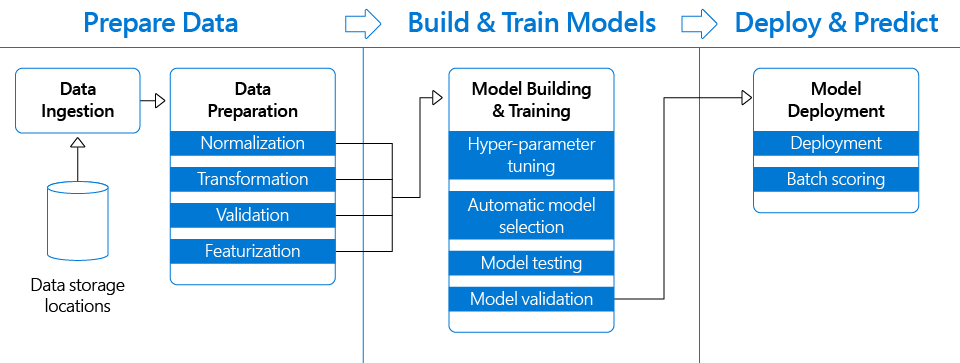 Prepare Data
Build & Train Models
Deploy & Predict
Data
Ingestion
Data storage
locations
Data
Preparation
Normalization
Transformation
Validation
Featurization
Model Building
& Training
Hyper-parameter
tuning
Automatic model
selection
Model testing
Model validation
Model
Deployment
Deployment
Batch scoring